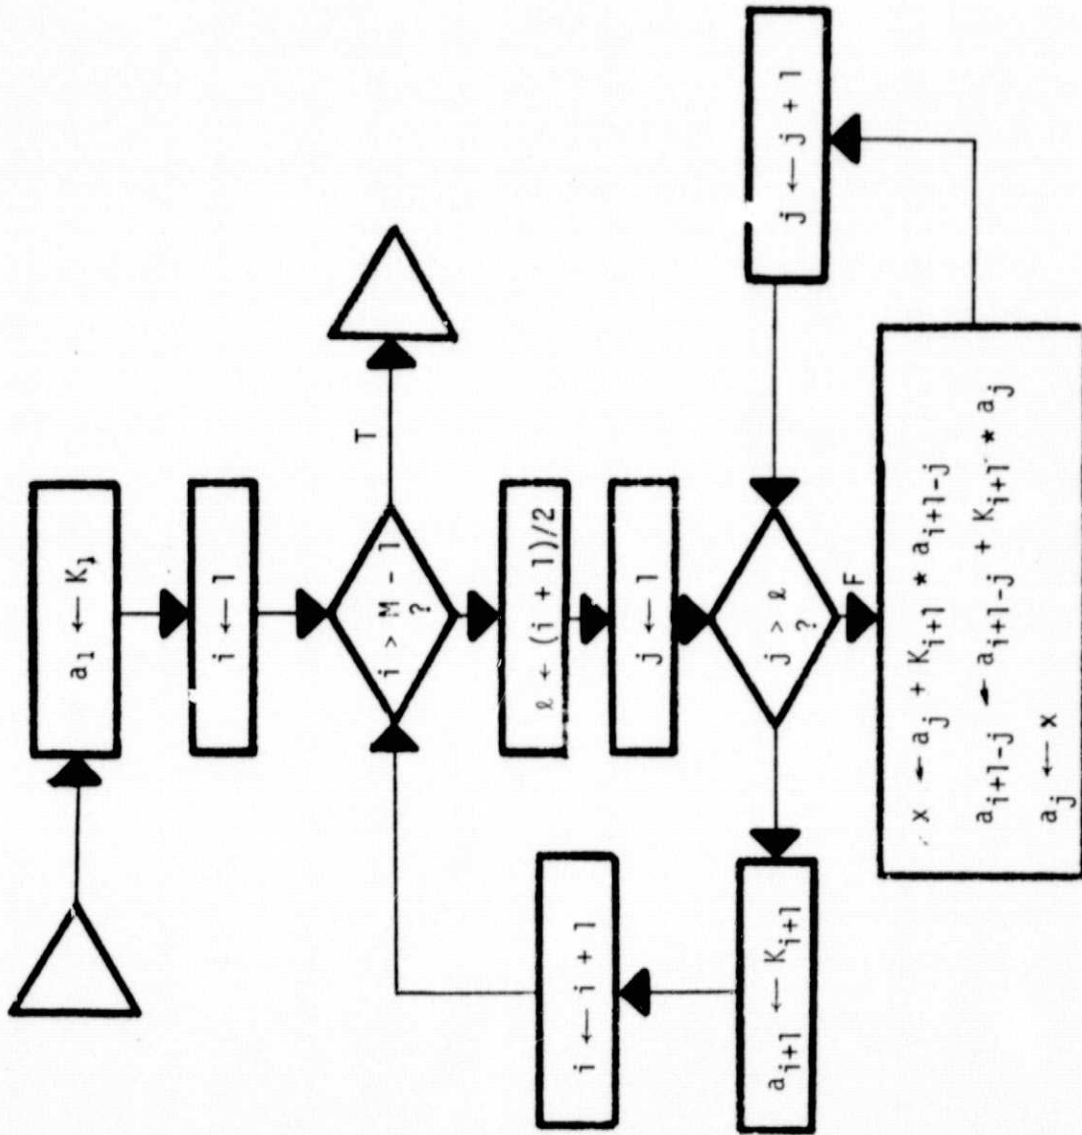 a₁ ← K₁
i ← 1
i > M - 1
?
T
ℓ ← (i + 1)/2
j ← 1
j > ℓ
?
F
x ← aⱼ + Kᵢ₊₁ * aᵢ₊₁₋ⱼ
aᵢ₊₁₋ⱼ ← aᵢ₊₁₋ⱼ + Kᵢ₊₁ * aⱼ
aⱼ ← x
j ← j + 1
aᵢ₊₁ ← Kᵢ₊₁
i ← i + 1